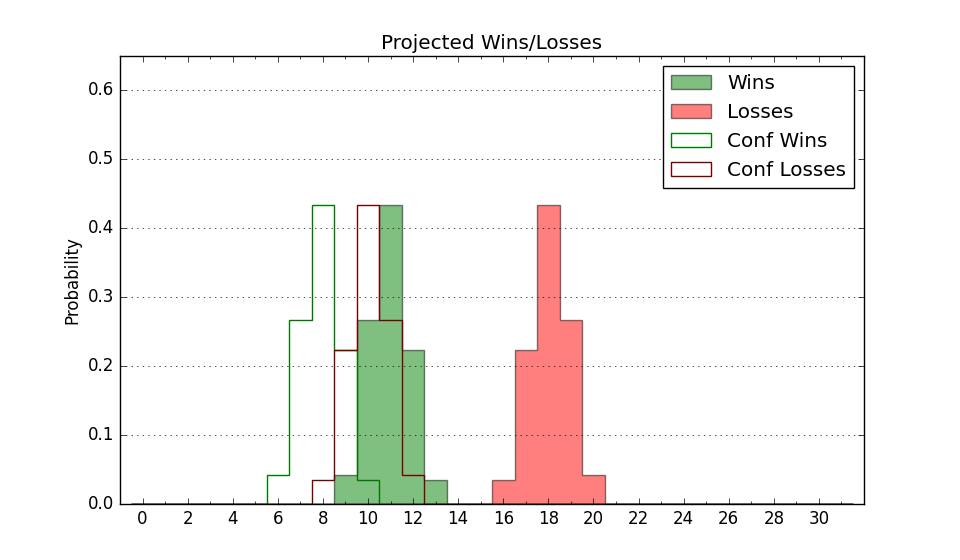 Projected Wins/Losses
Wins
Losses
Conf Wins
Conf Losses
Probability
0.6
0.5
0.4
0.3
0.2
0.1
0.0
0 2 4 6 8 10 12 14 16 18 20 22 24 26 28 30